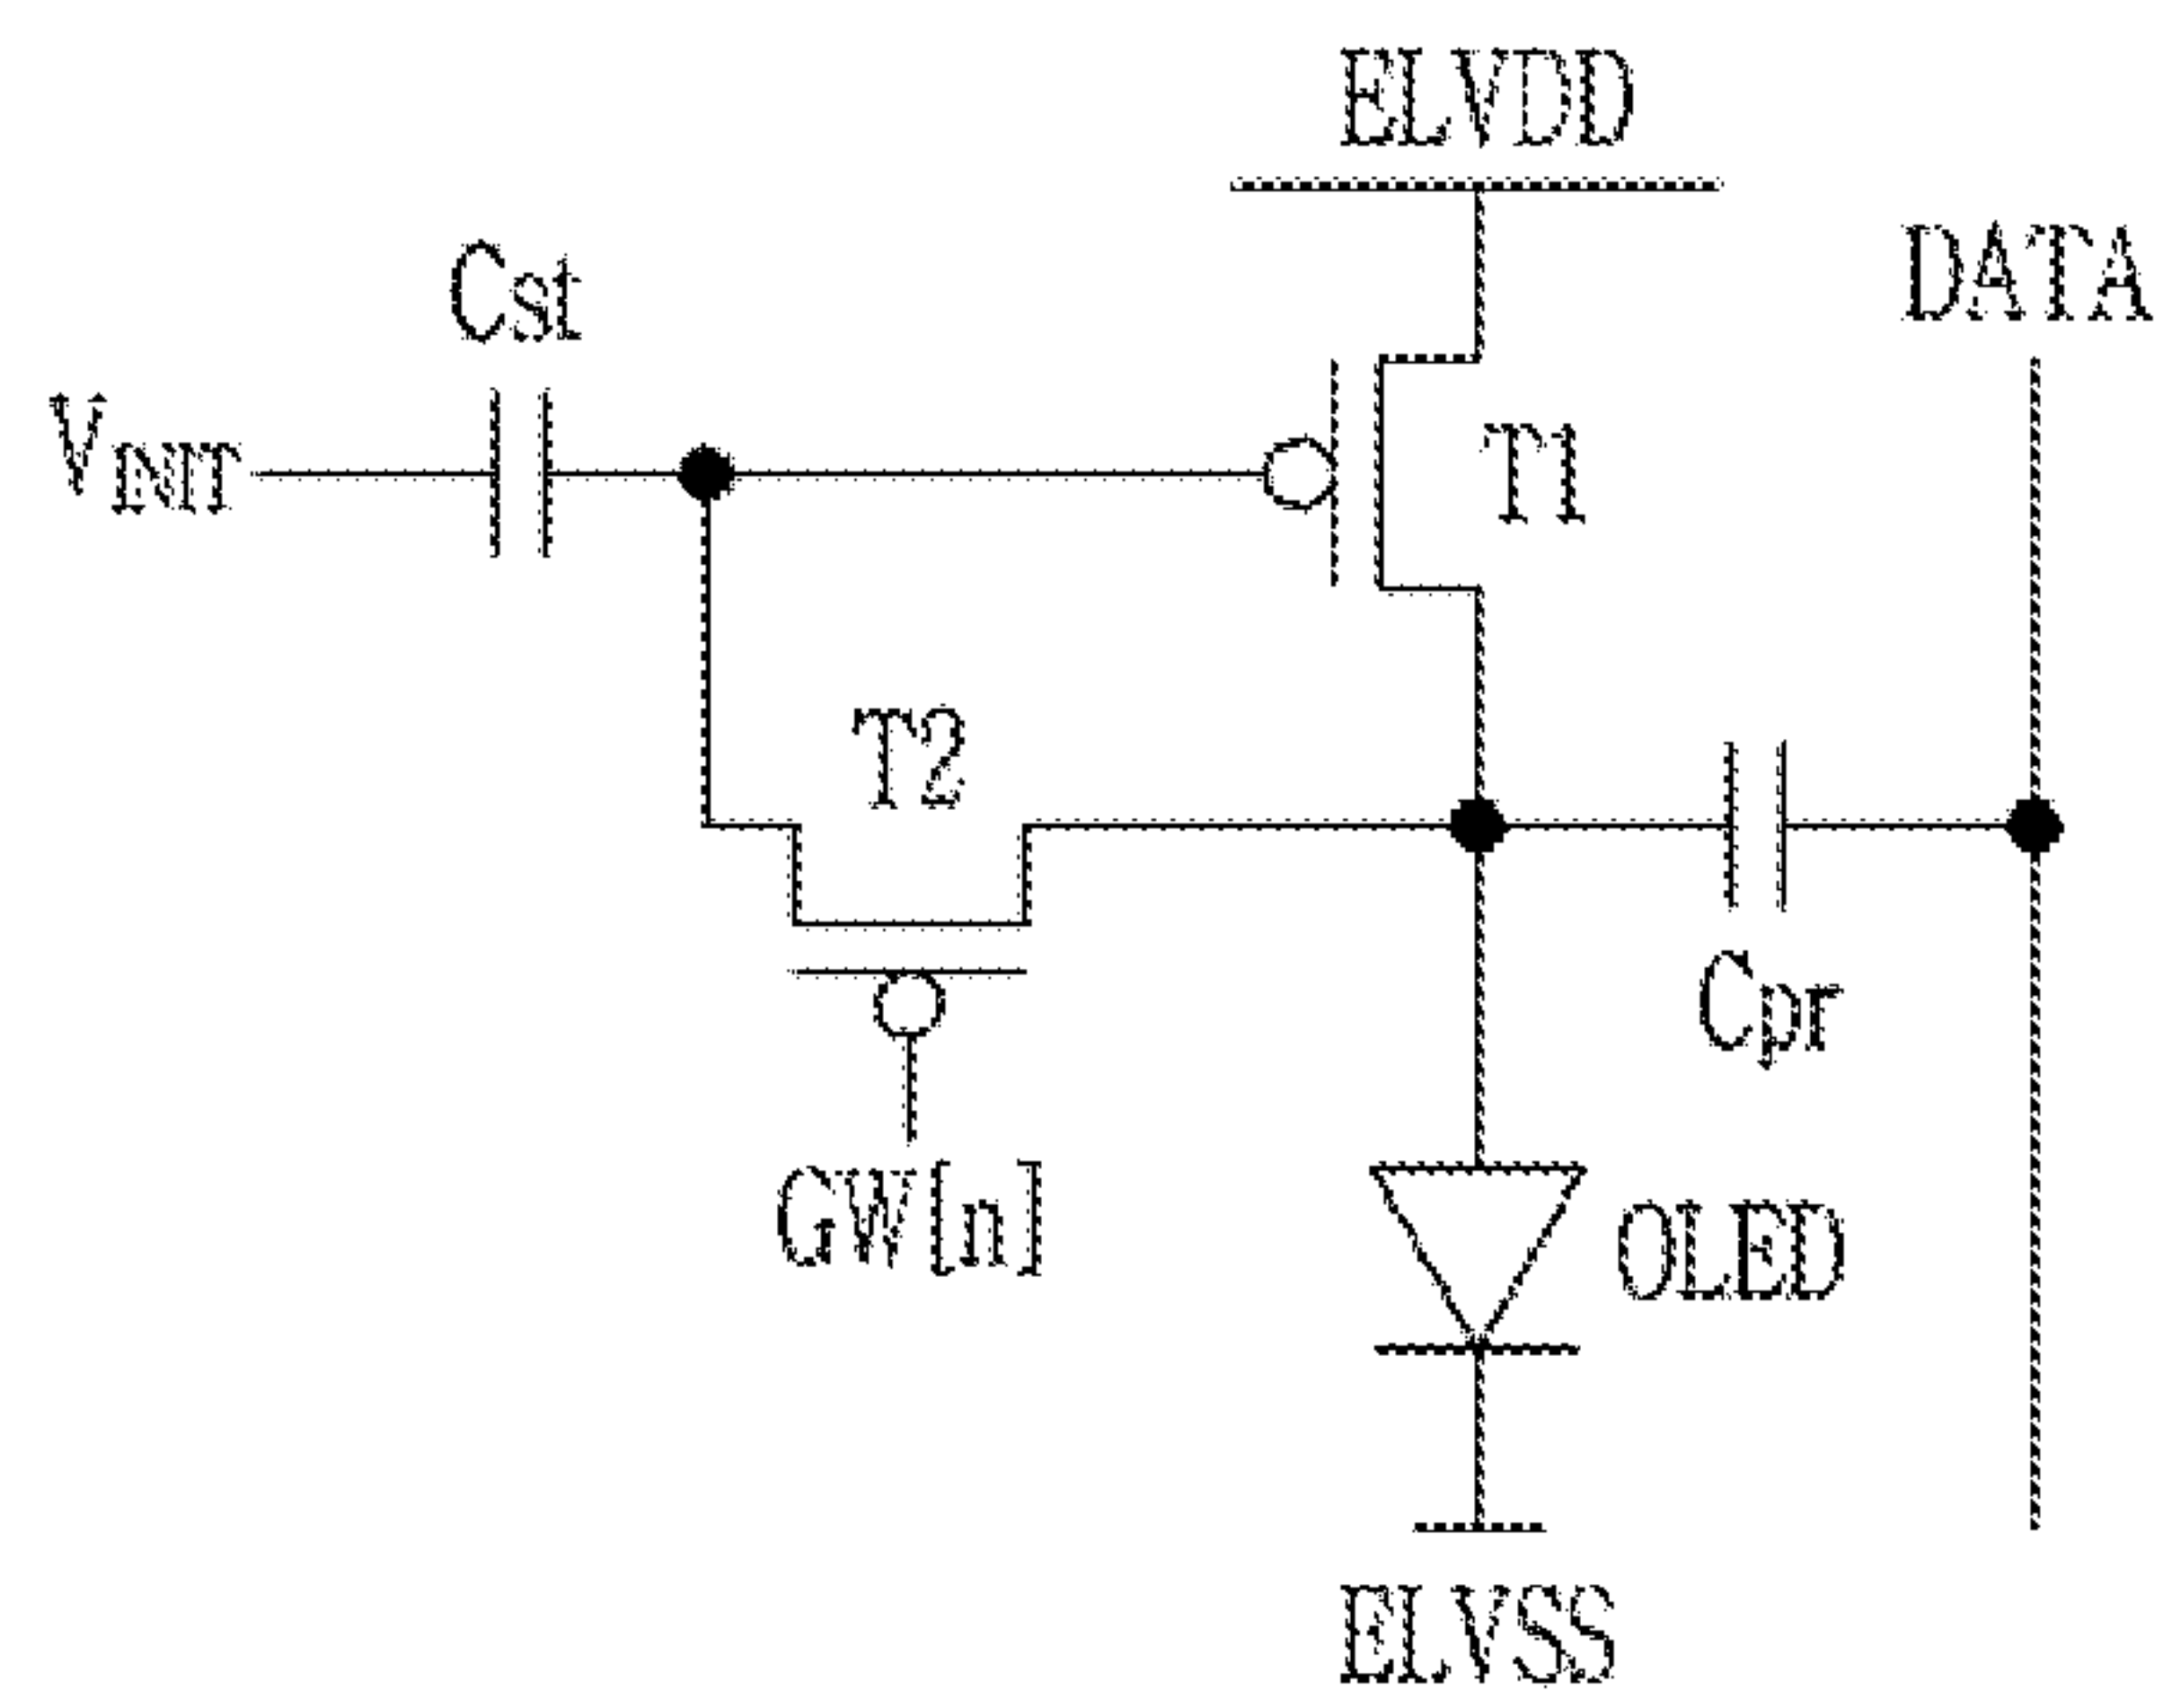 ELVDD
DATA
Cst
VINIT
T1
T2
Cpr
GW[n]
OLED
ELVSS